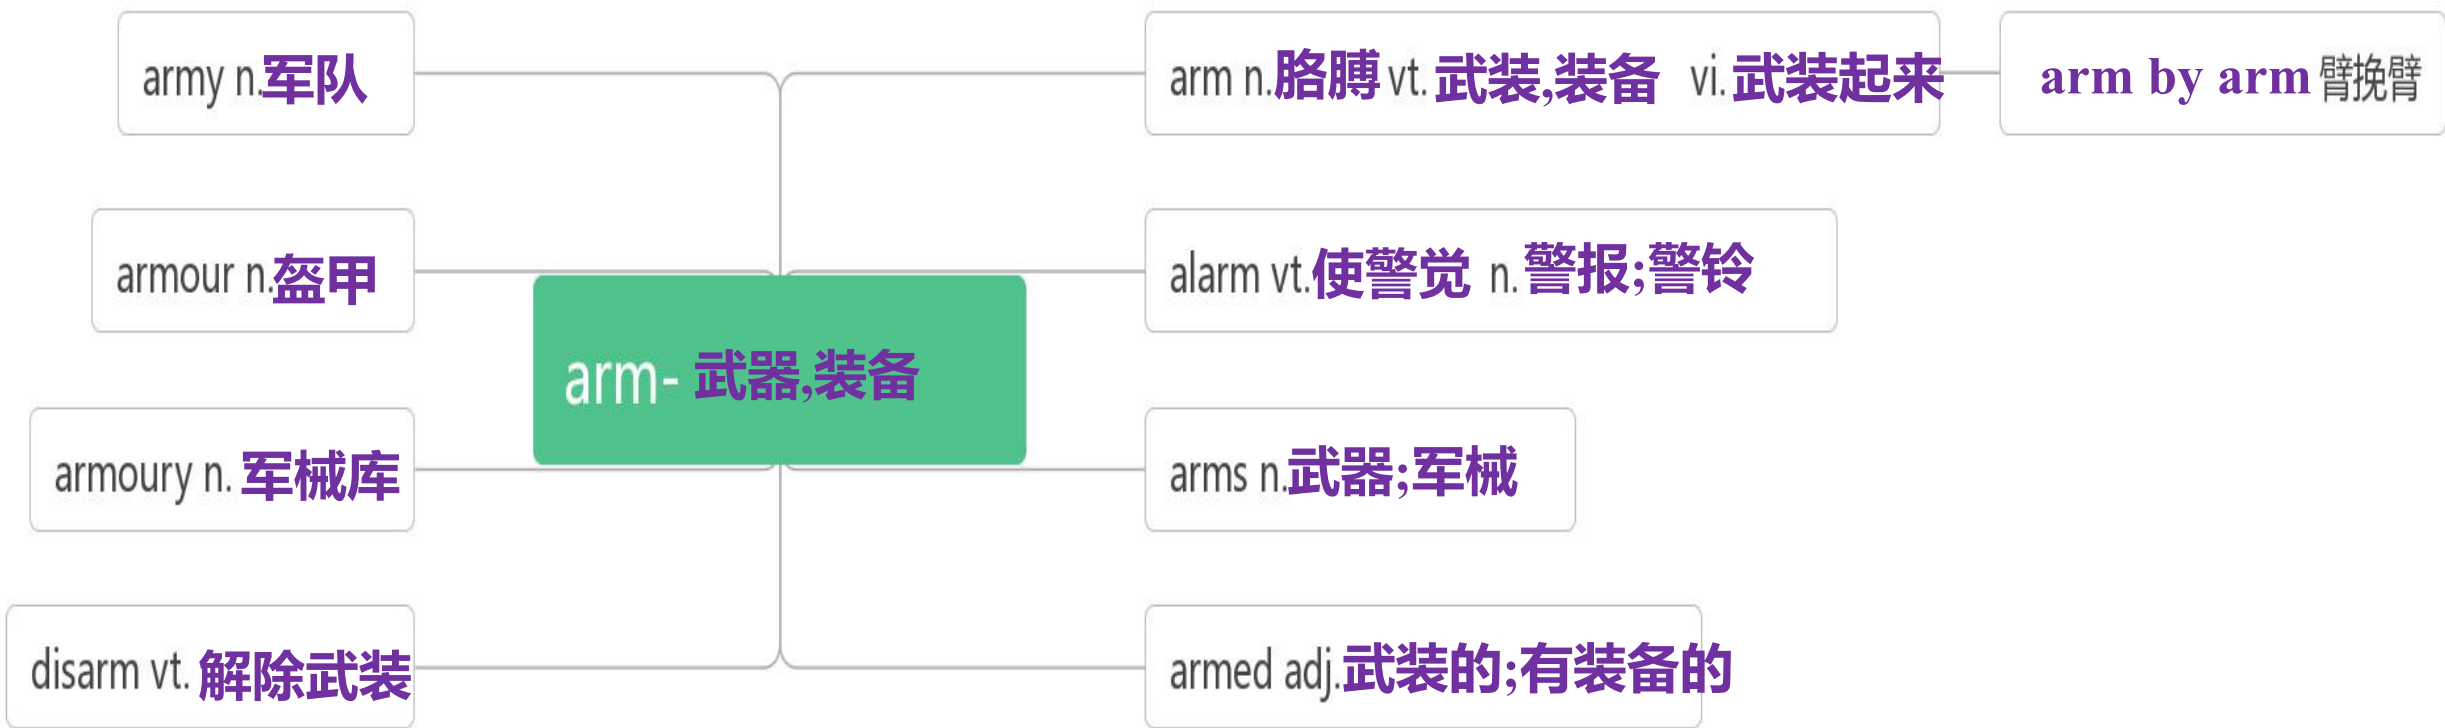 army n.军队
armour n.盔甲
armoury n. 军械库
disarm vt. 解除武装
arm- 武器,装备
arm n.胳膊 vt. 武装,装备 vi. 武装起来
arm by arm 臂挽臂
alarm vt.使警觉 n. 警报;警铃
arms n.武器;军械
armed adj.武装的;有装备的